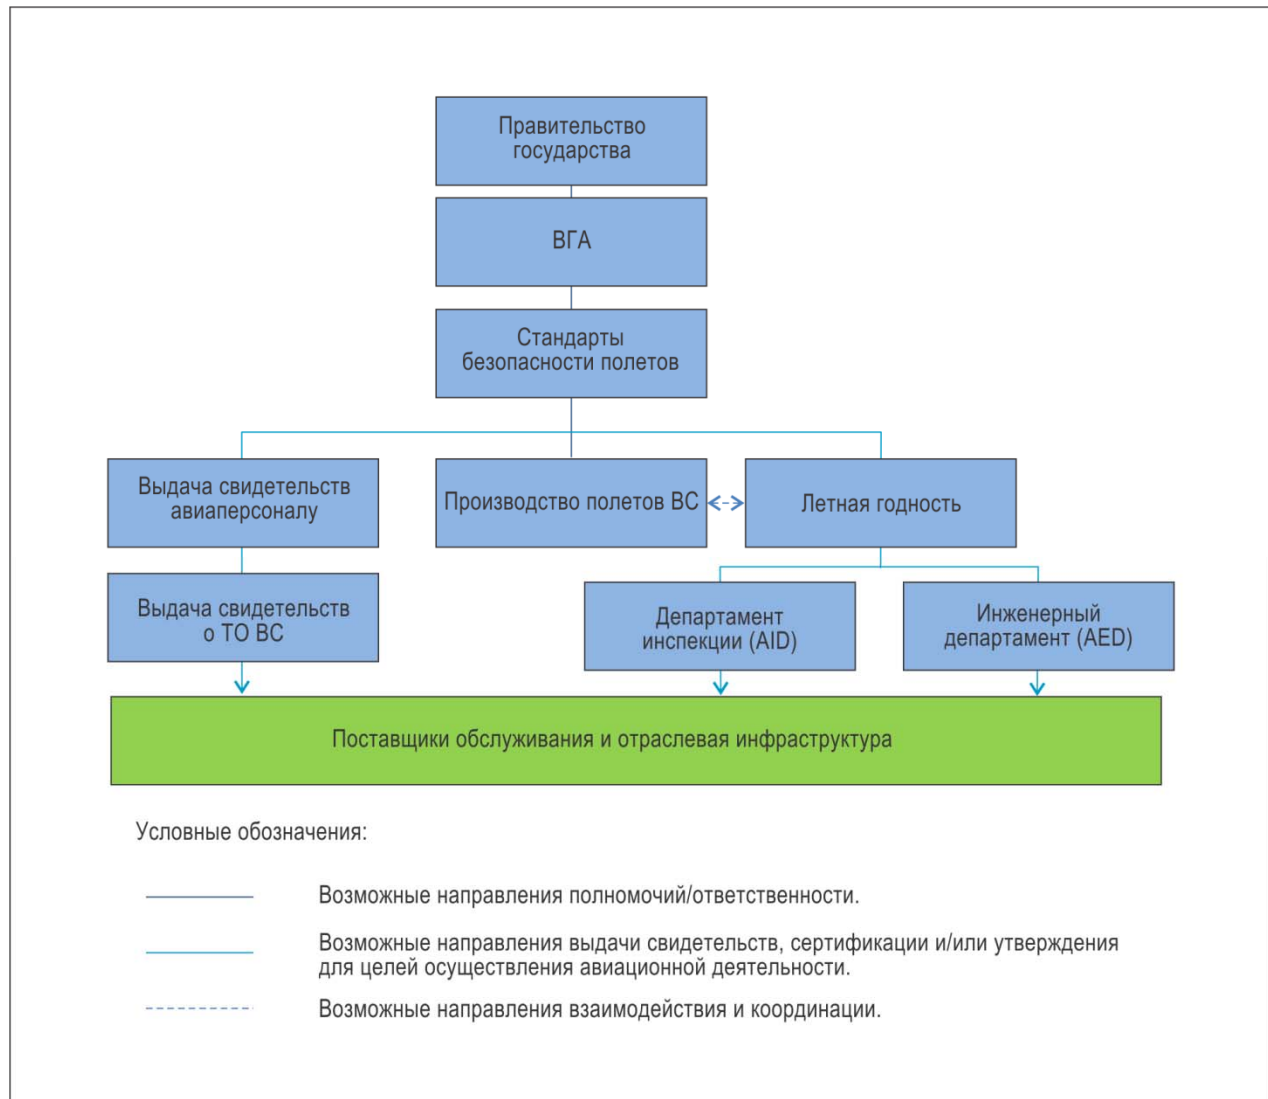 Правительство
государства
ВГА
Стандарты
безопасности полетов
Выдача свидетельств
авиаперсоналу
Производство полетов ВС
Летная годность
Выдача свидетельств
о ТО ВС
Департамент
инспекции (AID)
Инженерный
департамент (AED)
Поставщики обслуживания и отраслевая инфраструктура
Условные обозначения:
Возможные направления полномочий/ответственности.
Возможные направления выдачи свидетельств, сертификации и/или утверждения
для целей осуществления авиационной деятельности.
Возможные направления взаимодействия и координации.